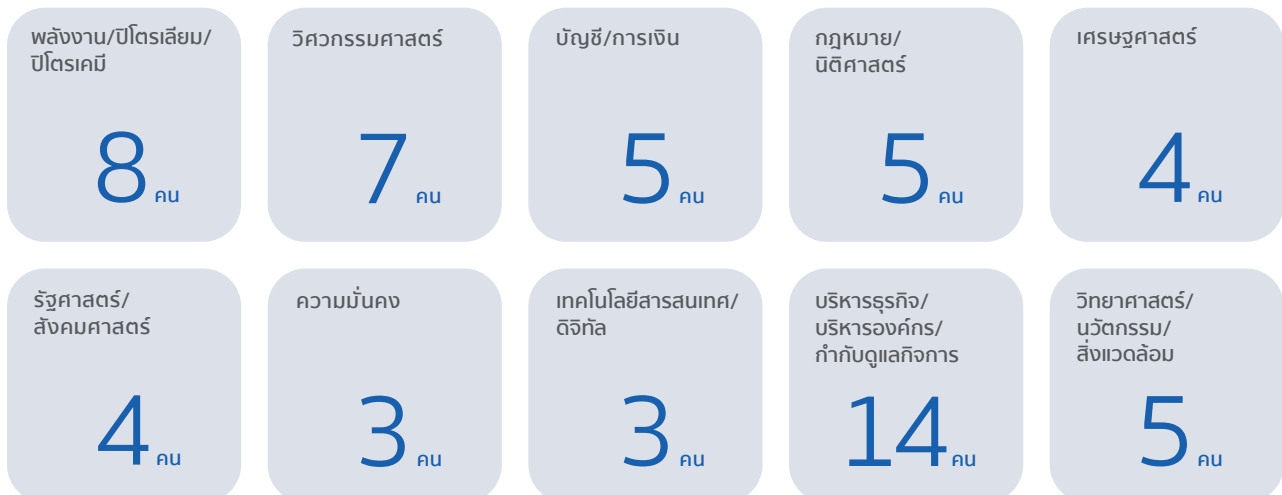 พลังงาน/ปิโตรเลียม/
ปิโตรเคมี
8 คน
วิศวกรรมศาสตร์
7 คน
บัญชี/การเงิน
5 คน
กฎหมาย/
นิติศาสตร์
5 คน
เศรษฐศาสตร์
4 คน
รัฐศาสตร์/
สังคมศาสตร์
4 คน
ความมั่นคง
3 คน
เทคโนโลยีสารสนเทศ/
ดิจิทัล
3 คน
บริหารธุรกิจ/
บริหารองค์กร/
กำกับดูแลกิจการ
14 คน
วิทยาศาสตร์/
นวัตกรรม/
สิ่งแวดล้อม
5 คน